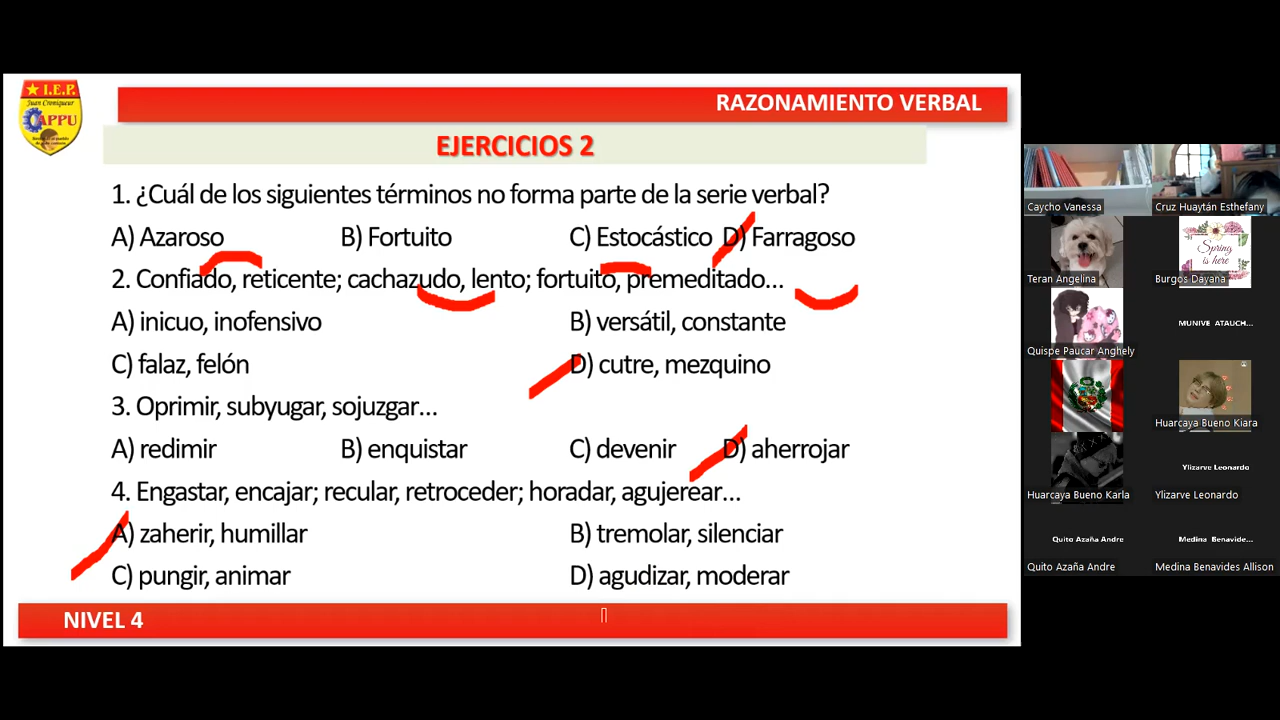 I.E.P.
Juan Croniqueur
CAPPU
RAZONAMIENTO VERBAL
EJERCICIOS 2
1. ¿Cuál de los siguientes términos no forma parte de la serie verbal?
A) Azaroso B) Fortuito C) Estocástico D) Farragoso
2. Confiado, reticente; cachazudo, lento; fortuito, premeditado...
A) inicuo, inofensivo B) versátil, constante
C) falaz, felón D) cutre, mezquino
3. Oprimir, subyugar, sojuzgar...
A) redimir B) enquistar C) devenir D) aherrojar
4. Engastar, encajar; recular, retroceder; horadar, agujerear...
A) zaherir, humillar B) tremolar, silenciar
C) pungir, animar D) agudizar, moderar
NIVEL 4
Caycho Vanessa
Cruz Huaytán Esthefany
Teran Angelina
Spring is here
Burgos Dayana
Quispe Paucar Anghely
MUNIVE ATAUCH...
Huarcaya Bueno Kiara
Huarcaya Bueno Karla
Ylizarve Leonardo
Ylizarve Leonardo
Quito Azaña Andre
Quito Azaña Andre
Medina Benavide...
Medina Benavides Allison